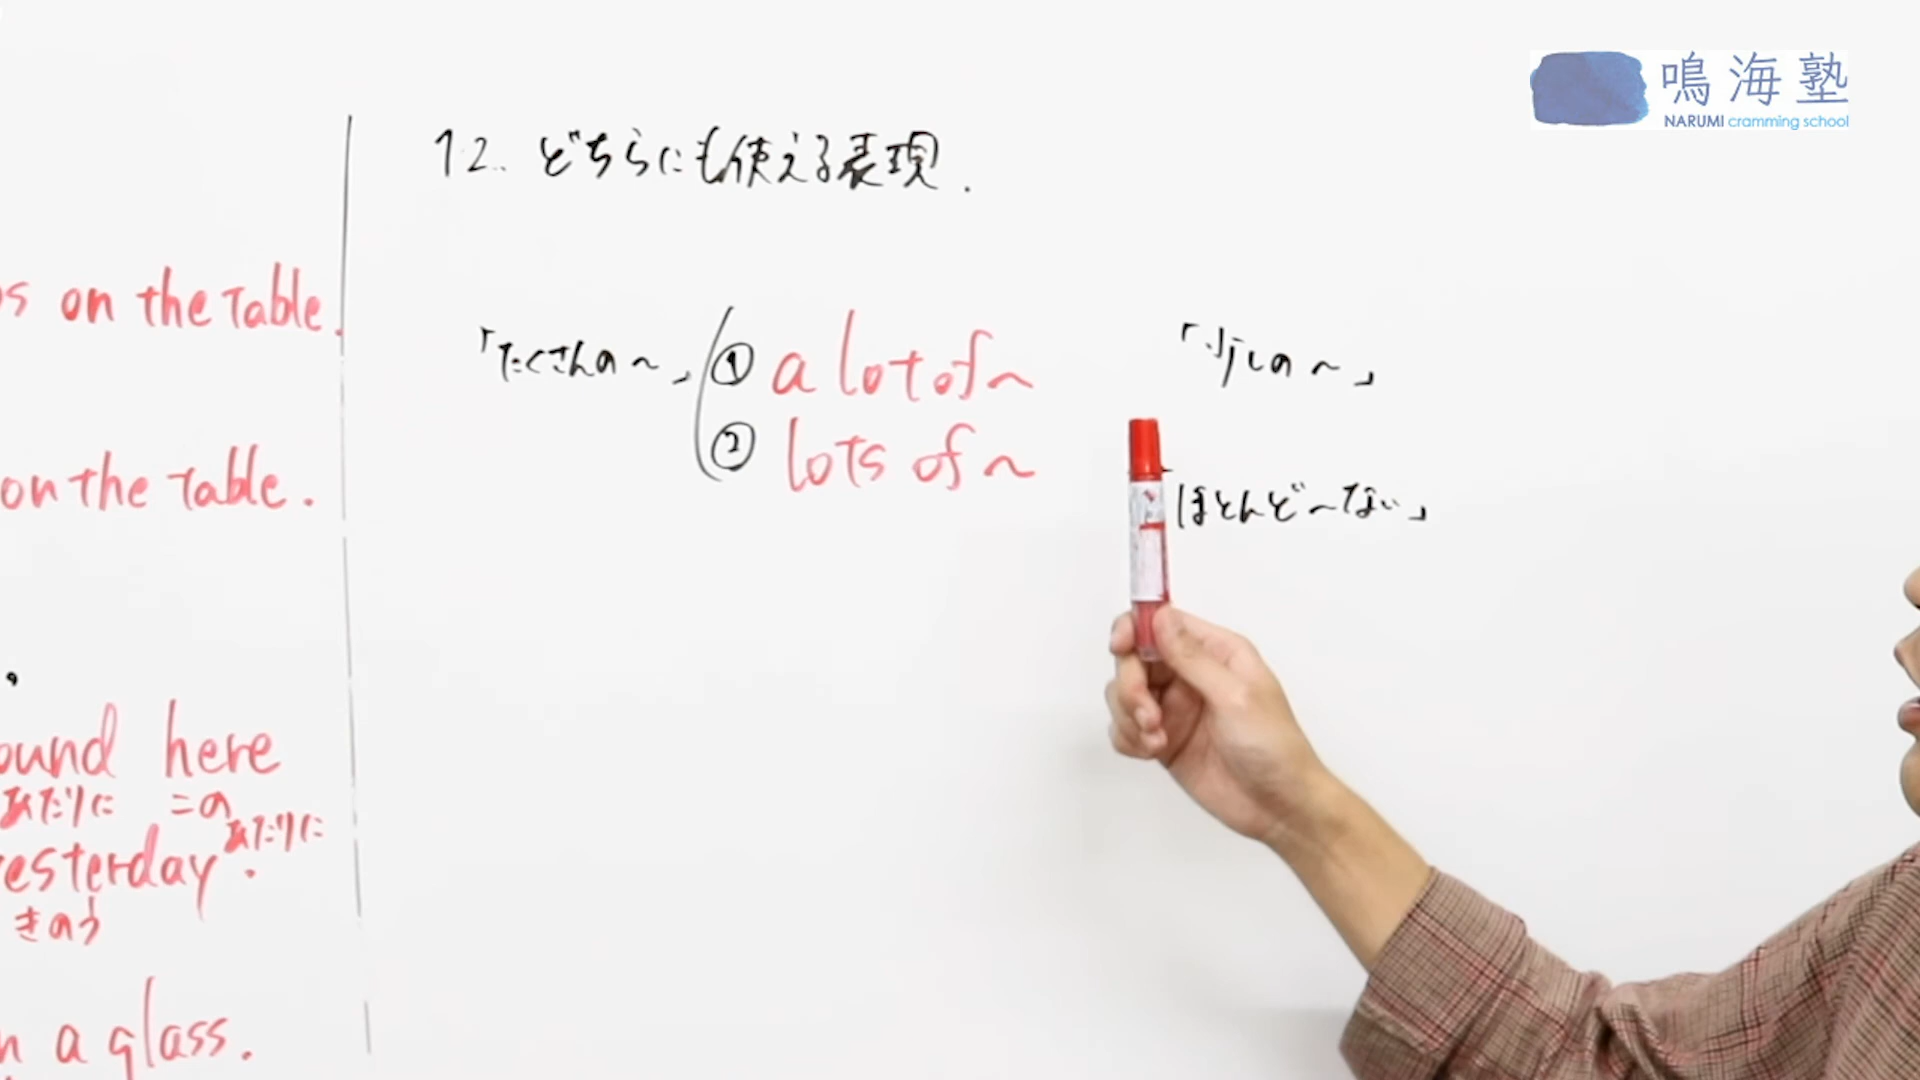 鳴海塾
NARUMI cramming school
12. どちらにも使える表現.
「たくさんの〜」
① a lot of〜
② lots of〜
「少しの〜」
ほとんど〜ない」
on the table.
on the table.
here
あたりに この
あたりに
yesterday.
きのう
a glass.